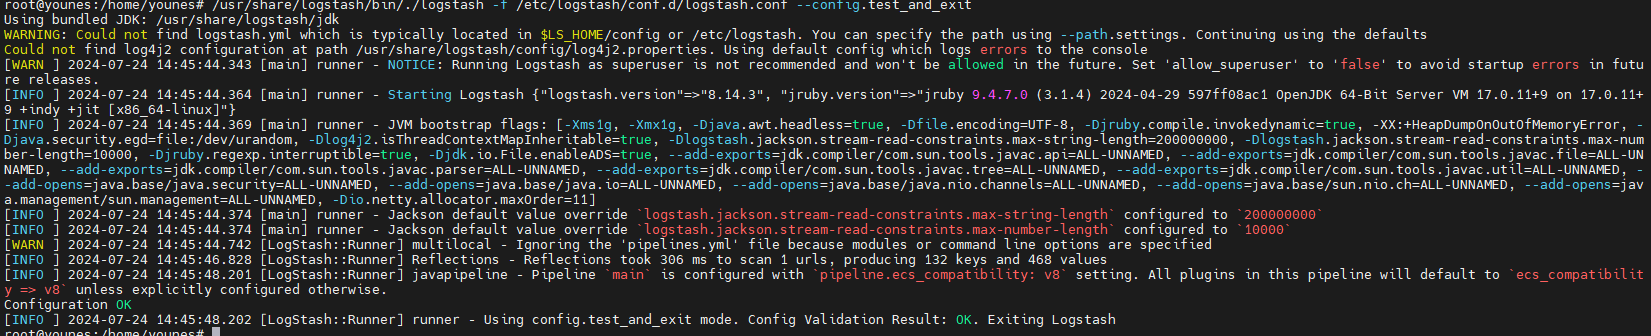 root@younes:/home/younes# /usr/share/logstash/bin/./logstash -f /etc/logstash/conf.d/logstash.conf --config.test_and_exit
Using bundled JDK: /usr/share/logstash/jdk
WARNING: Could not find logstash.yml which is typically located in $LS_HOME/config or /etc/logstash. You can specify the path using --path.settings. Continuing using the defaults
Could not find log4j2 configuration at path /usr/share/logstash/config/log4j2.properties. Using default config which logs errors to the console
[WARN ] 2024-07-24 14:45:44.343 [main] runner - NOTICE: Running Logstash as superuser is not recommended and won't be allowed in the future. Set 'allow_superuser' to 'false' to avoid startup errors in futu
re releases.
[INFO ] 2024-07-24 14:45:44.364 [main] runner - Starting Logstash {"logstash.version"=>"8.14.3", "jruby.version"=>"jruby 9.4.7.0 (3.1.4) 2024-04-29 597ff08ac1 OpenJDK 64-Bit Server VM 17.0.11+9 on 17.0.11+
9 +indy +jit [x86_64-linux]"}
[INFO ] 2024-07-24 14:45:44.369 [main] runner - JVM bootstrap flags: [-Xms1g, -Xmx1g, -Djava.awt.headless=true, -Dfile.encoding=UTF-8, -Djruby.compile.invokedynamic=true, -XX:+HeapDumpOnOutOfMemoryError, -
Djava.security.egd=file:/dev/urandom, -Dlog4j2.isThreadContextMapInheritable=true, -Dlogstash.jackson.stream-read-constraints.max-string-length=200000000, -Dlogstash.jackson.stream-read-constraints.max-num
ber-length=10000, -Djruby.regexp.interruptible=true, -Djdk.io.File.enableADS=true, --add-exports=jdk.compiler/com.sun.tools.javac.api=ALL-UNNAMED, --add-exports=jdk.compiler/com.sun.tools.javac.file=ALL-UN
NAMED, --add-exports=jdk.compiler/com.sun.tools.javac.parser=ALL-UNNAMED, --add-exports=jdk.compiler/com.sun.tools.javac.tree=ALL-UNNAMED, --add-exports=jdk.compiler/com.sun.tools.javac.util=ALL-UNNAMED, -
-add-opens=java.base/java.security=ALL-UNNAMED, --add-opens=java.base/java.io=ALL-UNNAMED, --add-opens=java.base/java.nio.channels=ALL-UNNAMED, --add-opens=java.base/sun.nio.ch=ALL-UNNAMED, --add-opens=jav
a.management/sun.management=ALL-UNNAMED, -Dio.netty.allocator.maxOrder=11]
[INFO ] 2024-07-24 14:45:44.374 [main] runner - Jackson default value override `logstash.jackson.stream-read-constraints.max-string-length` configured to `200000000`
[INFO ] 2024-07-24 14:45:44.374 [main] runner - Jackson default value override `logstash.jackson.stream-read-constraints.max-number-length` configured to `10000`
[WARN ] 2024-07-24 14:45:44.742 [LogStash::Runner] multilocal - Ignoring the 'pipelines.yml' file because modules or command line options are specified
[INFO ] 2024-07-24 14:45:46.828 [LogStash::Runner] Reflections - Reflections took 306 ms to scan 1 urls, producing 132 keys and 468 values
[INFO ] 2024-07-24 14:45:48.201 [LogStash::Runner] javapipeline - Pipeline `main` is configured with `pipeline.ecs_compatibility: v8` setting. All plugins in this pipeline will default to `ecs_compatibilit
y => v8` unless explicitly configured otherwise.
Configuration OK
[INFO ] 2024-07-24 14:45:48.202 [LogStash::Runner] runner - Using config.test_and_exit mode. Config Validation Result: OK. Exiting Logstash
root@younes:/home/younes#